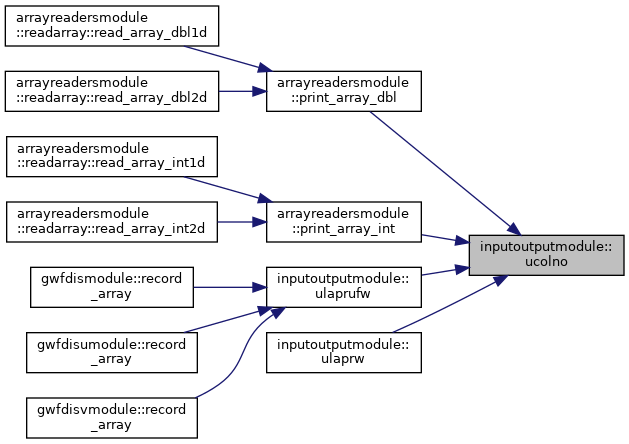 arrayreadersmodule
::readarray::read_array_dbl1d
arrayreadersmodule
::readarray::read_array_dbl2d
arrayreadersmodule
::print_array_dbl
arrayreadersmodule
::readarray::read_array_int1d
arrayreadersmodule
::readarray::read_array_int2d
arrayreadersmodule
::print_array_int
inputoutputmodule::
ucolno
gwfdismodule::record
_array
inputoutputmodule::
ulaprufw
gwfdisumodule::record
_array
inputoutputmodule::
ulaprw
gwfdisvmodule::record
_array